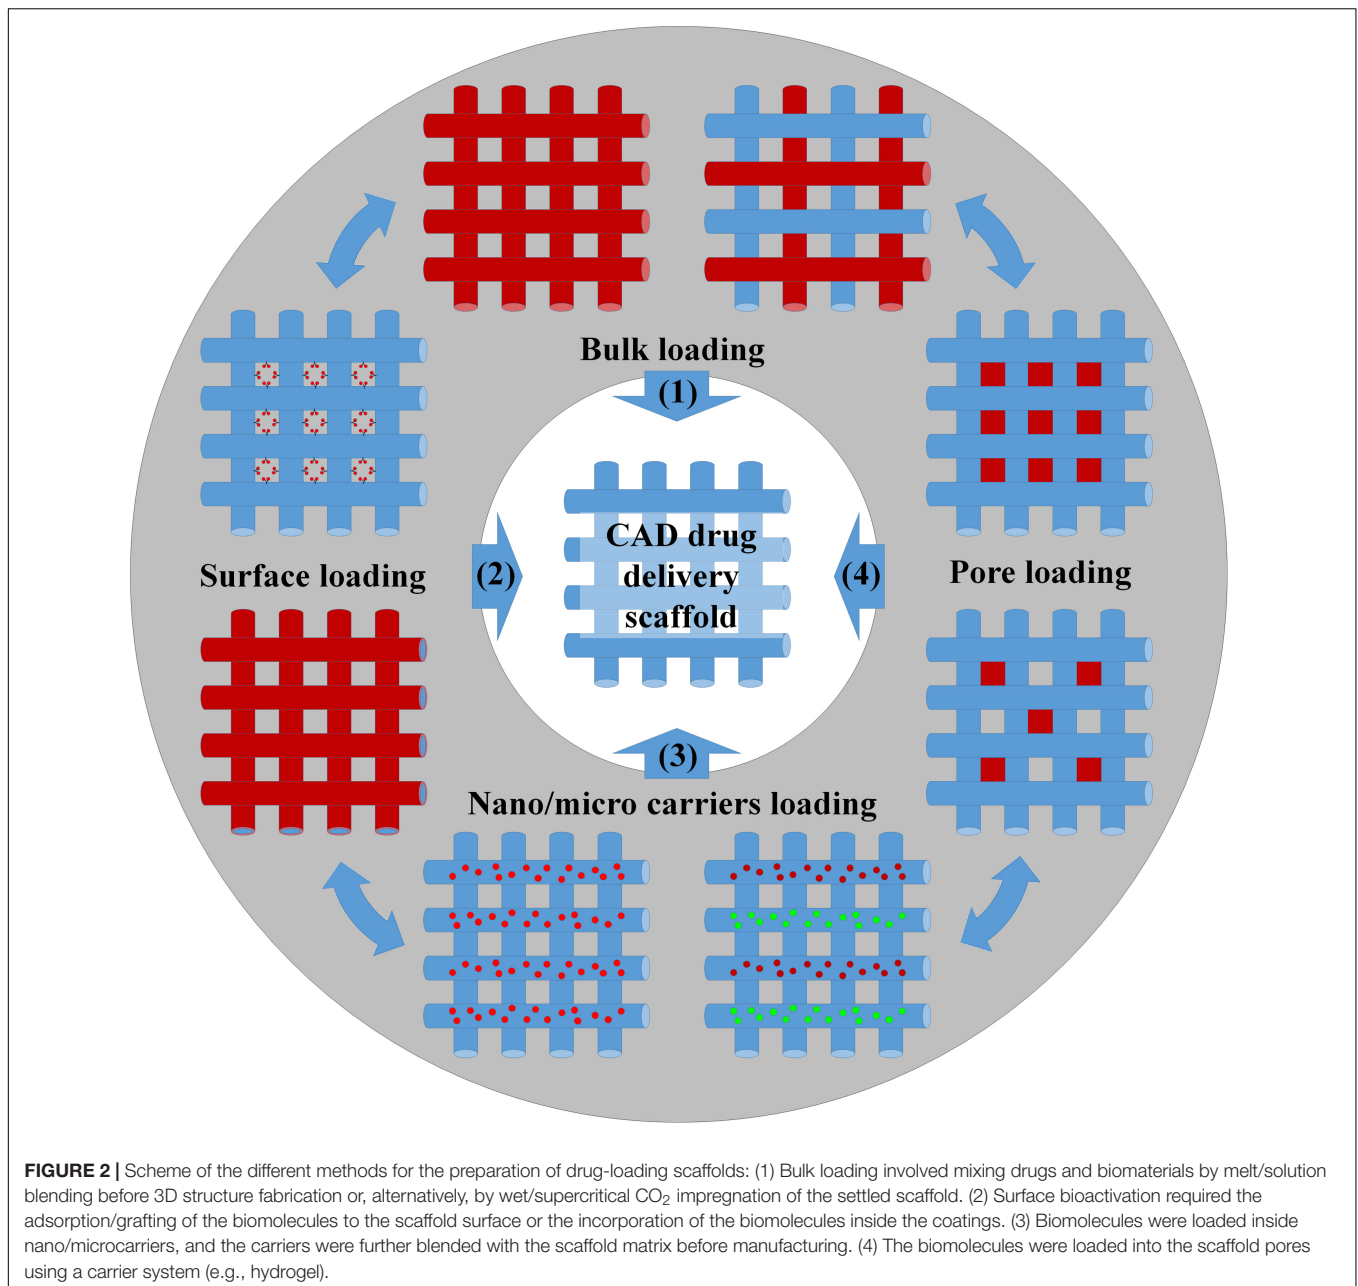 Bulk loading
(1)
CAD drug
delivery
scaffold
Surface loading
(2)
(4)
Pore loading
(3)
Nano/micro carriers loading
FIGURE 2 | Scheme of the different methods for the preparation of drug-loading scaffolds: (1) Bulk loading involved mixing drugs and biomaterials by melt/solution
blending before 3D structure fabrication or, alternatively, by wet/supercritical CO₂ impregnation of the settled scaffold. (2) Surface bioactivation required the
adsorption/grafting of the biomolecules to the scaffold surface or the incorporation of the biomolecules inside the coatings. (3) Biomolecules were loaded inside
nano/microcarriers, and the carriers were further blended with the scaffold matrix before manufacturing. (4) The biomolecules were loaded into the scaffold pores
using a carrier system (e.g., hydrogel).